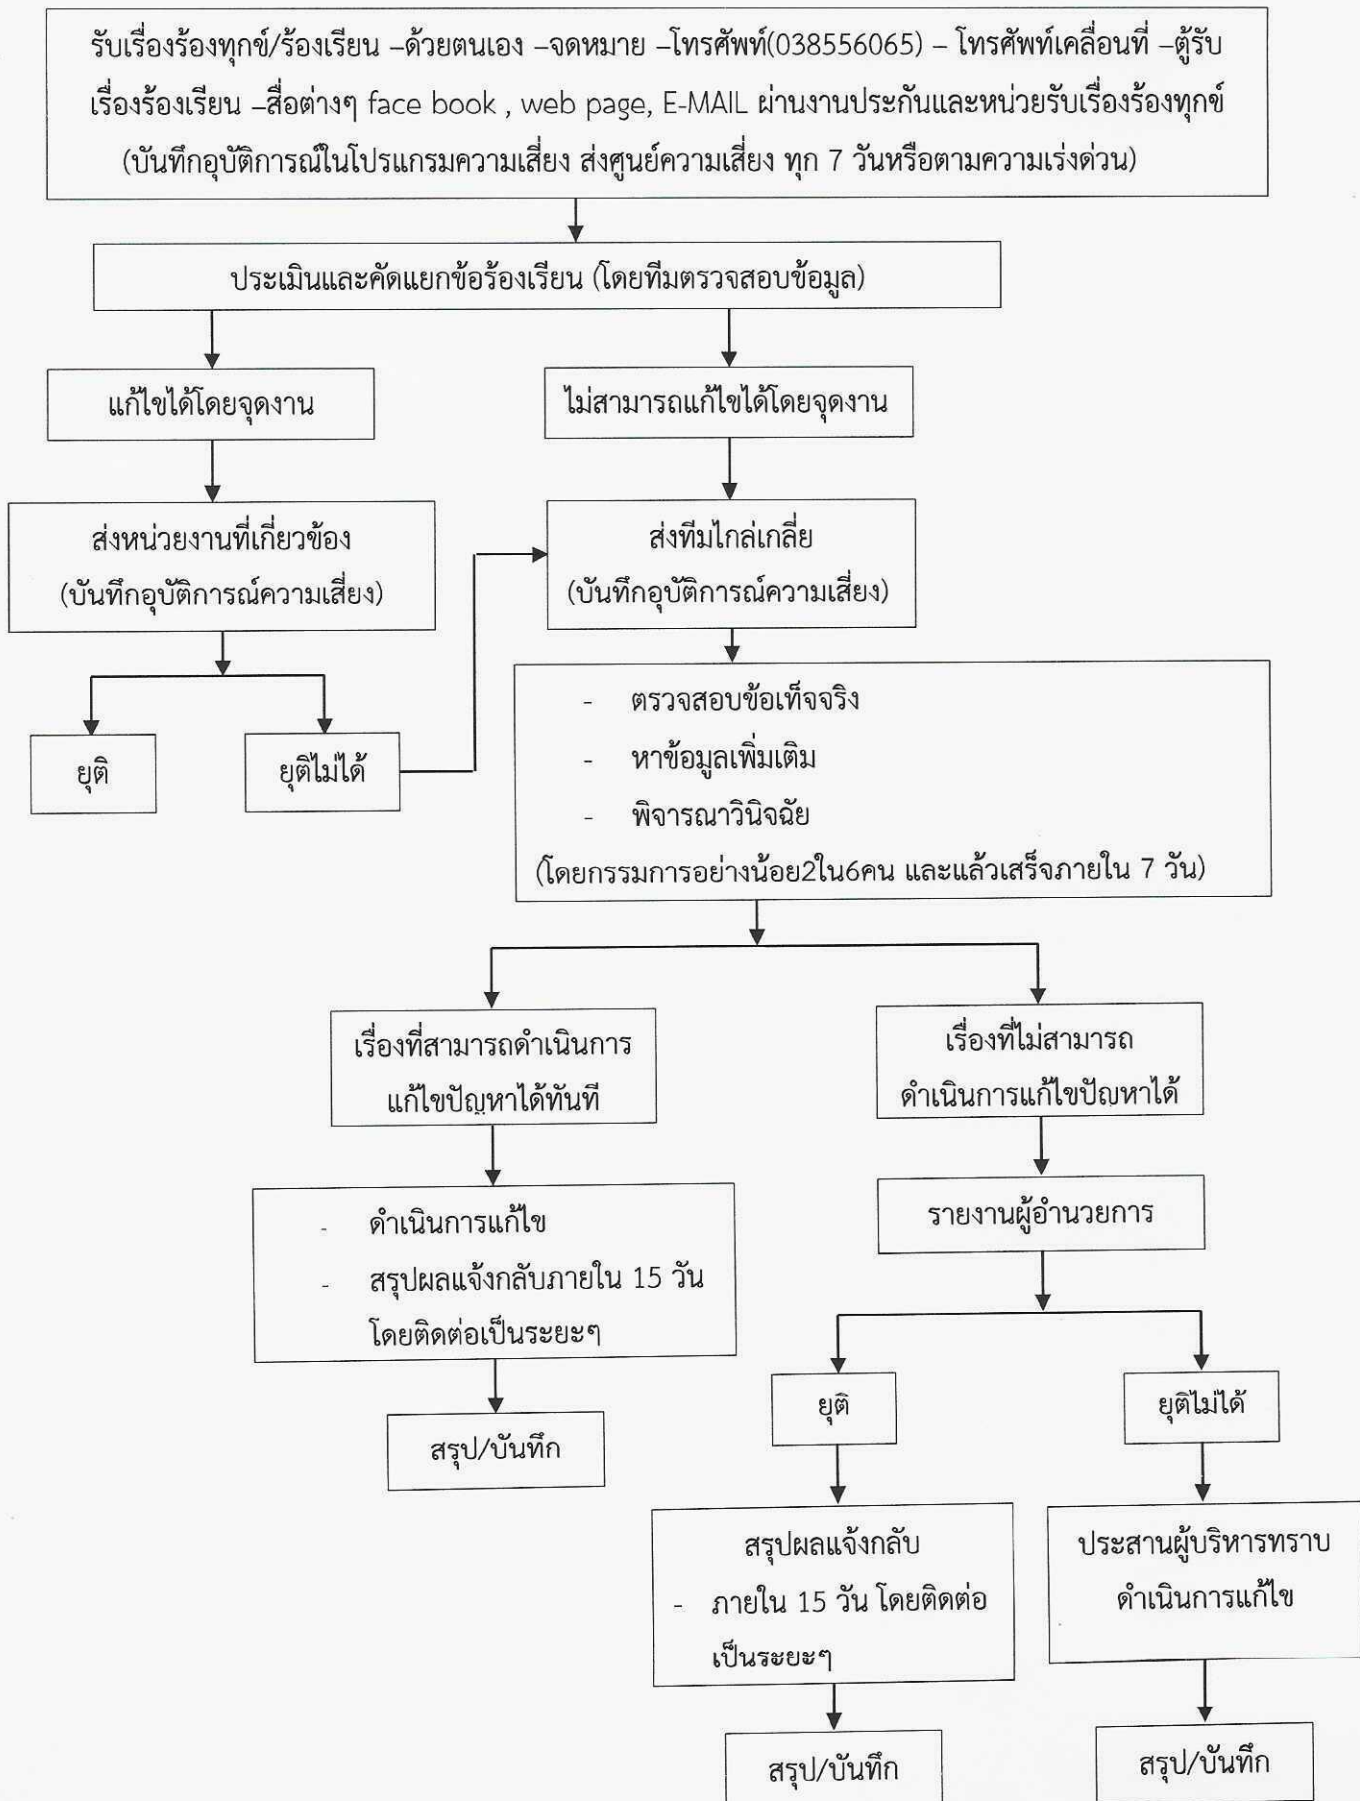 รับเรื่องร้องทุกข์/ร้องเรียน –ด้วยตนเอง –จดหมาย –โทรศัพท์(038556065) – โทรศัพท์เคลื่อนที่ –ตู้รับ
เรื่องร้องเรียน –สื่อต่างๆ face book , web page, E-MAIL ผ่านงานประกันและหน่วยรับเรื่องร้องทุกข์
(บันทึกอุบัติการณ์ในโปรแกรมความเสี่ยง ส่งศูนย์ความเสี่ยง ทุก 7 วันหรือตามความเร่งด่วน)
ประเมินและคัดแยกข้อร้องเรียน (โดยทีมตรวจสอบข้อมูล)
แก้ไขได้โดยจุดงาน
ไม่สามารถแก้ไขได้โดยจุดงาน
ส่งหน่วยงานที่เกี่ยวข้อง
(บันทึกอุบัติการณ์ความเสี่ยง)
ส่งทีมไกล่เกลี่ย
(บันทึกอุบัติการณ์ความเสี่ยง)
ยุติ
ยุติไม่ได้
- ตรวจสอบข้อเท็จจริง
- หาข้อมูลเพิ่มเติม
- พิจารณาวินิจฉัย
(โดยกรรมการอย่างน้อย2ใน6คน และแล้วเสร็จภายใน 7 วัน)
เรื่องที่สามารถดำเนินการ
แก้ไขปัญหาได้ทันที
เรื่องที่ไม่สามารถ
ดำเนินการแก้ไขปัญหาได้
- ดำเนินการแก้ไข
- สรุปผลแจ้งกลับภายใน 15 วัน
โดยติดต่อเป็นระยะๆ
รายงานผู้อำนวยการ
สรุป/บันทึก
ยุติ
ยุติไม่ได้
สรุปผลแจ้งกลับ
- ภายใน 15 วัน โดยติดต่อ
เป็นระยะๆ
ประสานผู้บริหารทราบ
ดำเนินการแก้ไข
สรุป/บันทึก
สรุป/บันทึก